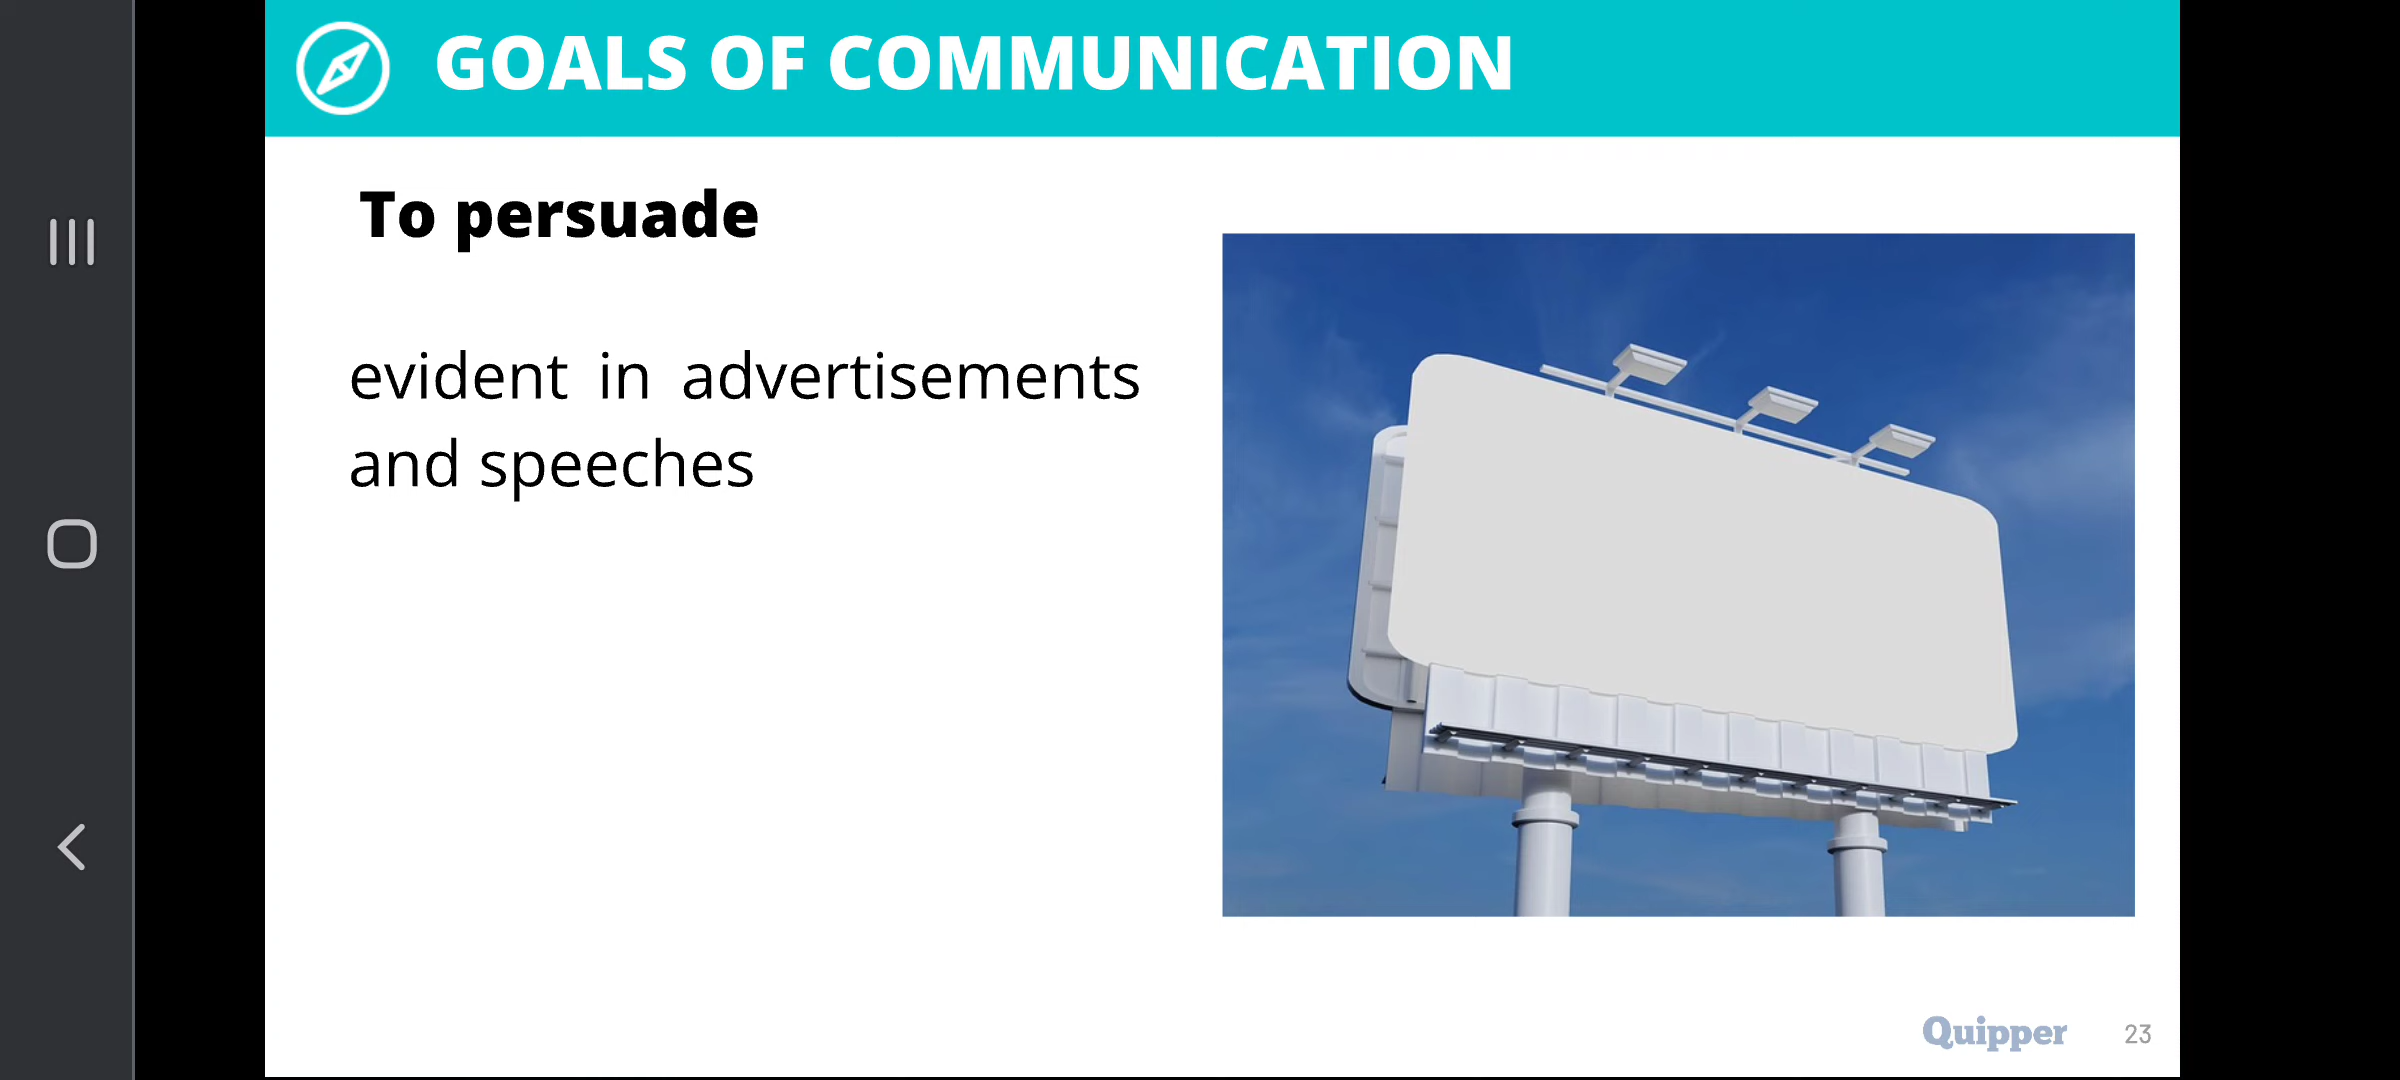 GOALS OF COMMUNICATION
To persuade
evident in advertisements
and speeches
Quipper 23